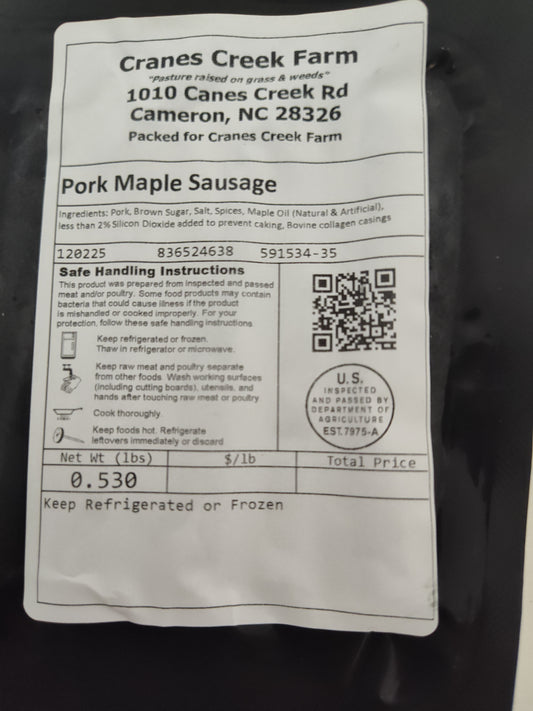 Cranes Creek Farm
"Pasture raised on grass & weeds"
1010 Canes Creek Rd
Cameron, NC 28326
Packed for Cranes Creek Farm
Pork Maple Sausage
Ingredients: Pork, Brown Sugar, Salt, Spices, Maple Oil (Natural & Artificial),
less than 2% Silicon Dioxide added to prevent caking, Bovine collagen casings
120225 836524638 591534-35
Safe Handling Instructions
This product was prepared from inspected and passed
meat and/or poultry. Some food products may contain
bacteria that could cause illness if the product
is mishandled or cooked improperly. For your
protection, follow these safe handling instructions
Keep refrigerated or frozen.
Thaw in refrigerator or microwave.
Keep raw meat and poultry separate
from other foods. Wash working surfaces
(including cutting boards), utensils, and
hands after touching raw meat or poultry
Cook thoroughly.
Keep foods hot. Refrigerate
leftovers immediately or discard
U.S.
INSPECTED
AND PASSED BY
DEPARTMENT OF
AGRICULTURE
EST.7975-A
Net Wt (lbs) $/lb Total Price
0.530
Keep Refrigerated or Frozen